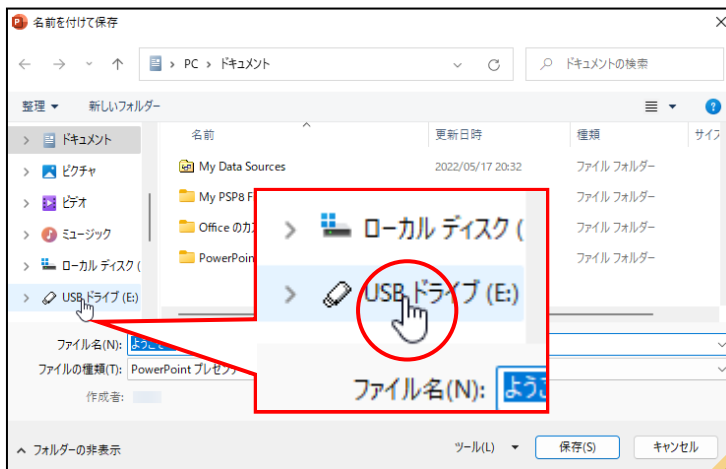 名前を付けて保存
PC > ドキュメント
ドキュメントの検索
整理 新しいフォルダー
名前 更新日時 種類 サイズ
ドキュメント
ピクチャ
ビデオ
ミュージック
ローカル ディスク (
USB ドライブ (E:)
My Data Sources 2022/05/17 20:32 ファイル フォルダー
My PSP8 F ファイル フォルダー
Office のカ ファイル フォルダー
PowerPoin ファイル フォルダー
ローカル ディスク (
USB ドライブ (E:)
ファイル名(N): ようこ
ファイル名(N): ようこそ
ファイルの種類(T): PowerPoint プレゼンテ
作成者:
フォルダーの非表示
ツール(L) 保存(S) キャンセル